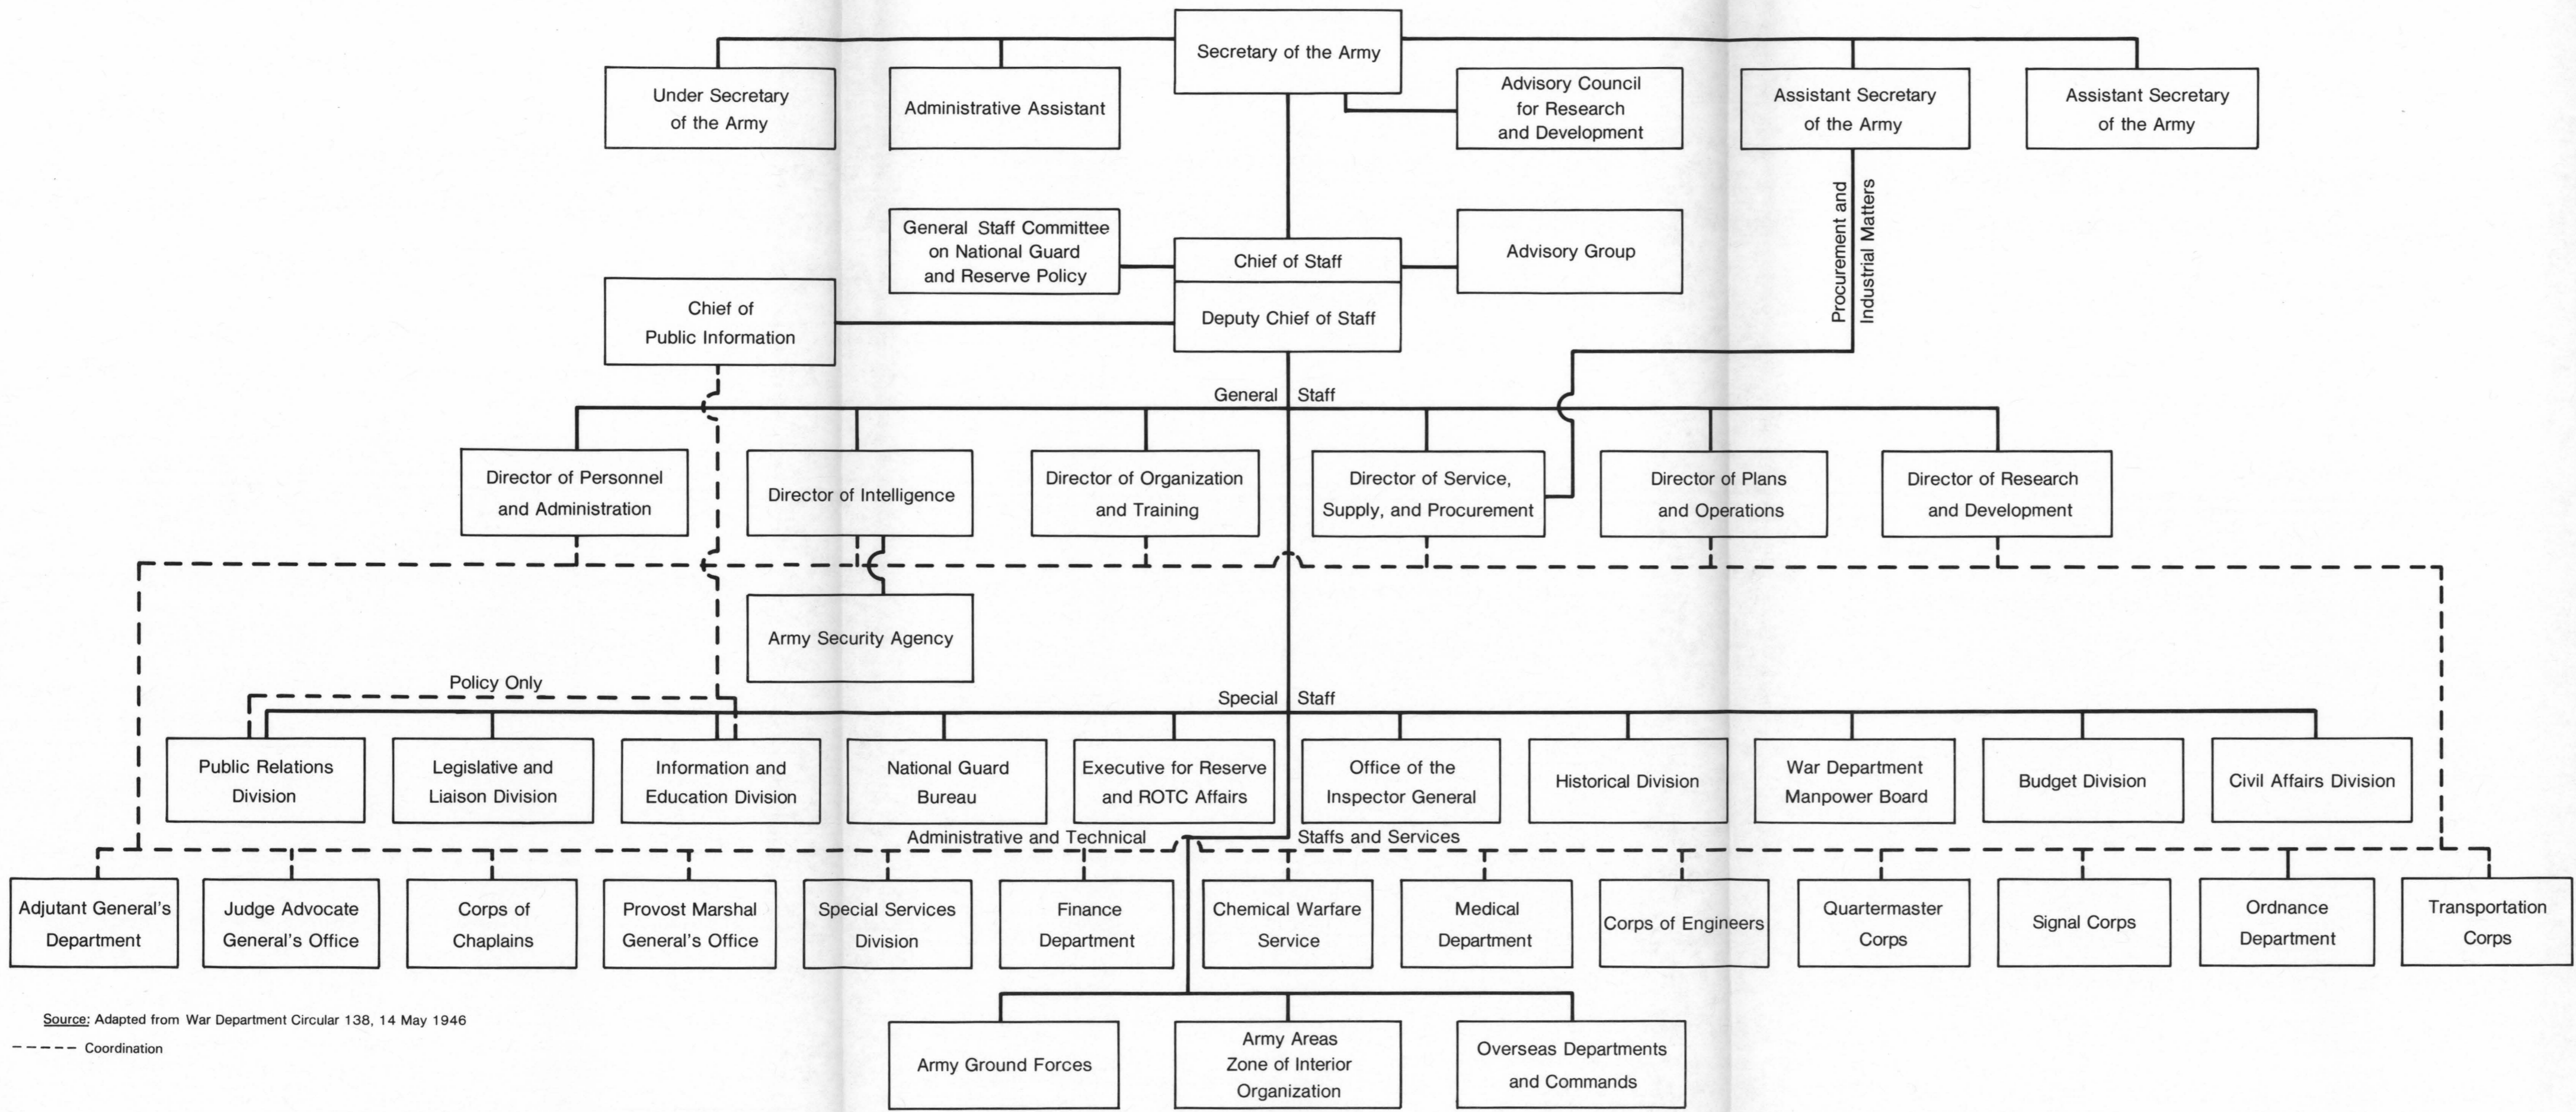 Secretary of the Army
Under Secretary
of the Army
Administrative Assistant
Advisory Council
for Research
and Development
Assistant Secretary
of the Army
Assistant Secretary
of the Army
Procurement and
Industrial Matters
General Staff Committee
on National Guard
and Reserve Policy
Chief of Staff
Advisory Group
Chief of
Public Information
Deputy Chief of Staff
General Staff
Director of Personnel
and Administration
Director of Intelligence
Director of Organization
and Training
Director of Service,
Supply, and Procurement
Director of Plans
and Operations
Director of Research
and Development
Army Security Agency
Policy Only
Special Staff
Public Relations
Division
Legislative and
Liaison Division
Information and
Education Division
National Guard
Bureau
Executive for Reserve
and ROTC Affairs
Office of the
Inspector General
Historical Division
War Department
Manpower Board
Budget Division
Civil Affairs Division
Administrative and Technical Staffs and Services
Adjutant General's
Department
Judge Advocate
General's Office
Corps of
Chaplains
Provost Marshal
General's Office
Special Services
Division
Finance
Department
Chemical Warfare
Service
Medical
Department
Corps of Engineers
Quartermaster
Corps
Signal Corps
Ordnance
Department
Transportation
Corps
Source: Adapted from War Department Circular 138, 14 May 1946
----- Coordination
Army Ground Forces
Army Areas
Zone of Interior
Organization
Overseas Departments
and Commands